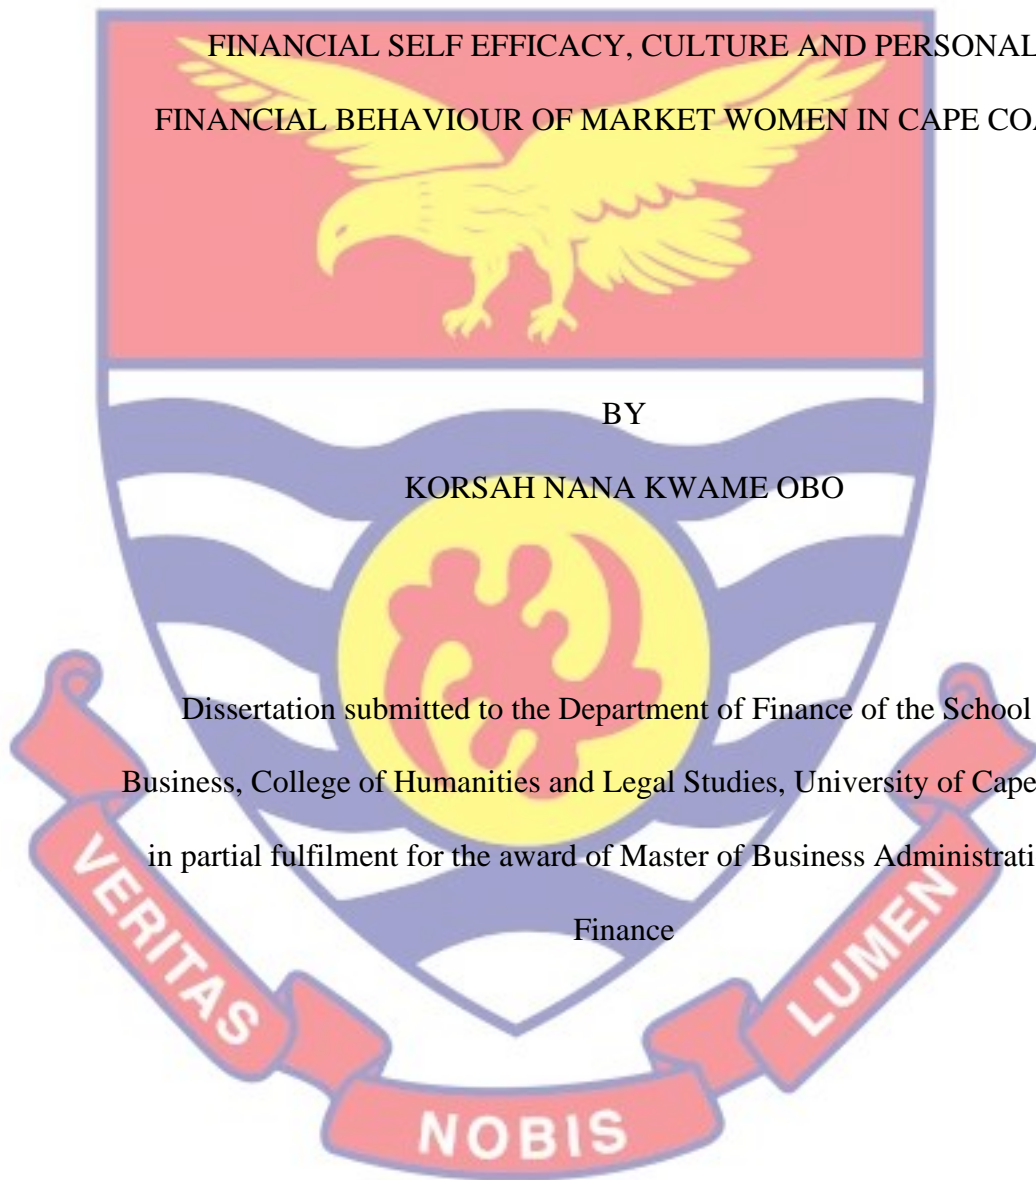 FINANCIAL SELF EFFICACY, CULTURE AND PERSONAL
FINANCIAL BEHAVIOUR OF MARKET WOMEN IN CAPE
BY
KORSAH NANA KWAME OBO
Dissertation submitted to the Department of Finance of the School
Business, College of Humanities and Legal Studies, University of Cape
in partial fulfilment for the award of Master of Business
Finance
VERITAS
NOBIS
LUMEN